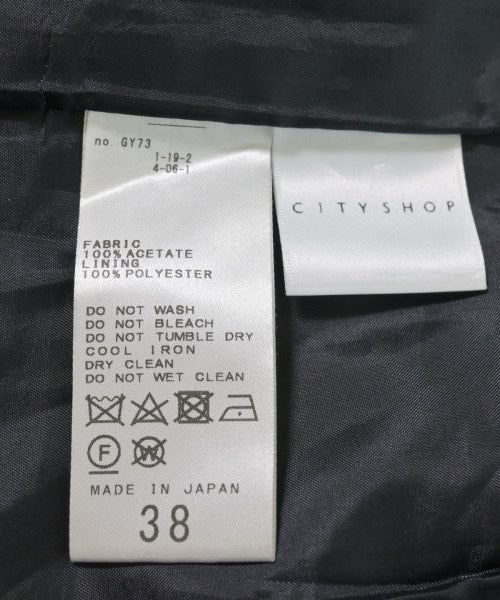 no. GY73
1-19-2
4-06-1
FABRIC
100% ACETATE
LINING
100% POLYESTER
DO NOT WASH
DO NOT BLEACH
DO NOT TUMBLE DRY
COOL IRON
DRY CLEAN
DO NOT WET CLEAN
F W
MADE IN JAPAN
38
CITYSHOP